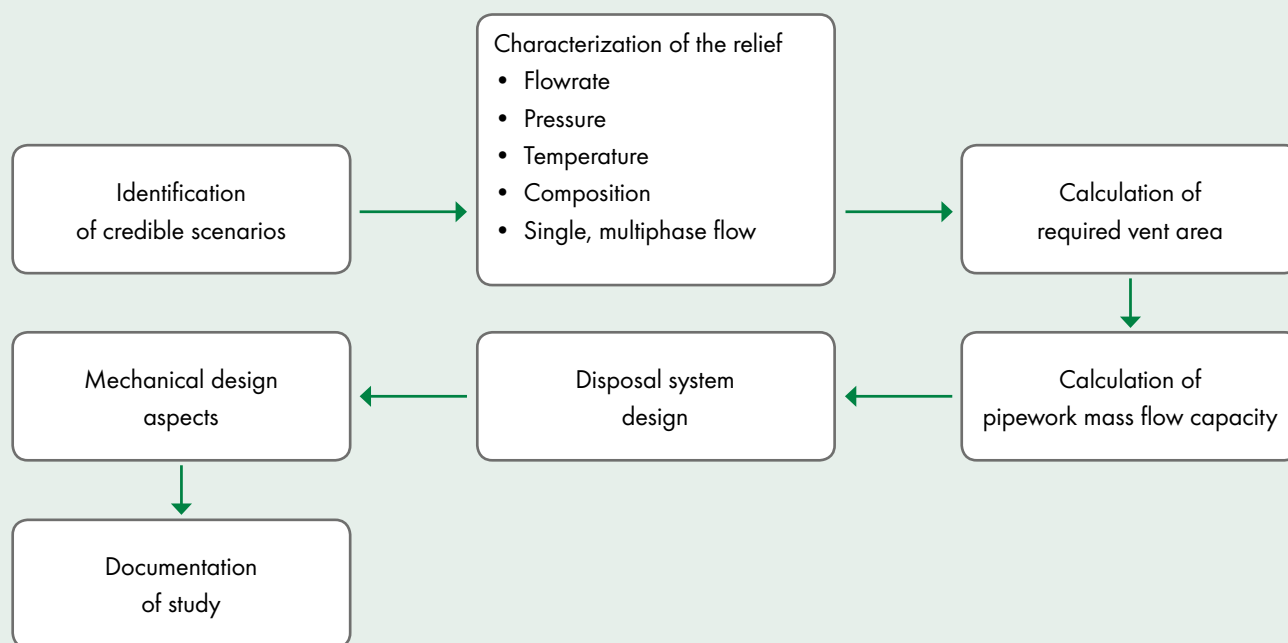 Identification
of credible scenarios
Characterization of the relief
• Flowrate
• Pressure
• Temperature
• Composition
• Single, multiphase flow
Calculation of
required vent area
Calculation of
pipework mass flow capacity
Disposal system
design
Mechanical design
aspects
Documentation
of study